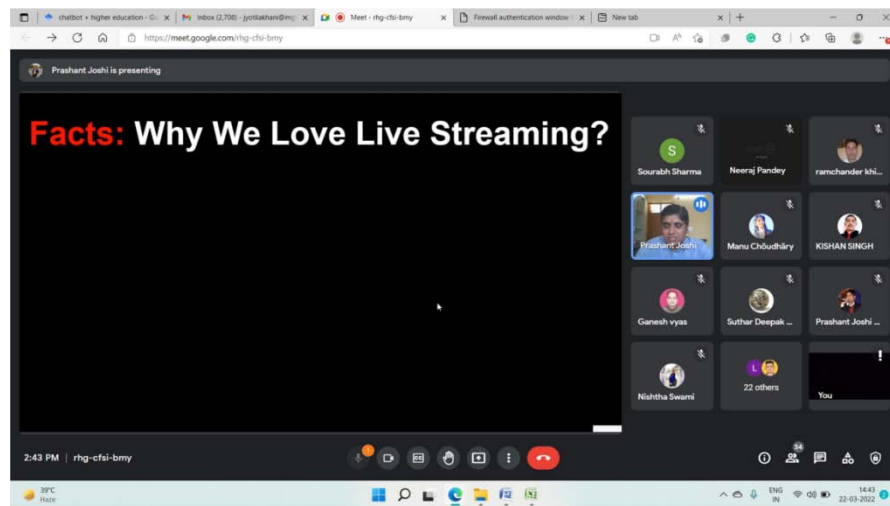 chatbot + higher education - G
Inbox (2,708) - jyotilakhani@mg
Meet - rhg-cfsi-bmy
Firewall authentication window
New tab
https://meet.google.com/rhg-cfsi-bmy
Prashant Joshi is presenting
Facts: Why We Love Live Streaming?
S
Sourabh Sharma
Neeraj Pandey
ramchander khi...
Prashant Joshi
Manu Chōudhāry
KISHAN SINGH
Ganesh vyas
Suthar Deepak ...
Prashant Joshi ...
Nishtha Swami
L
22 others
You
2:43 PM | rhg-cfsi-bmy
54
39°C
Haze
ENG
IN
14:43
22-03-2022